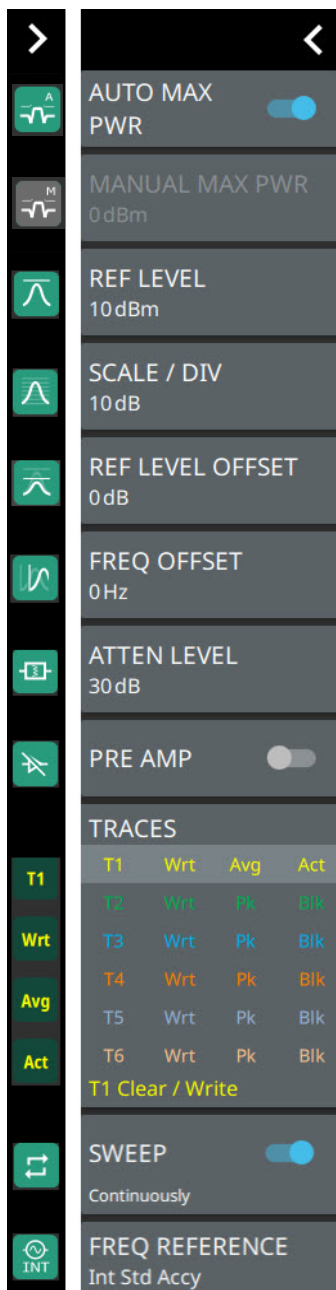 A
M
T1
Wrt
Avg
Act
INT
AUTO MAX
PWR
MANUAL MAX PWR
0 dBm
REF LEVEL
10 dBm
SCALE / DIV
10 dB
REF LEVEL OFFSET
0 dB
FREQ OFFSET
0 Hz
ATTEN LEVEL
30 dB
PRE AMP
TRACES
T1 Wrt Avg Act
T2 Wrt Pk Blk
T3 Wrt Pk Blk
T4 Wrt Pk Blk
T5 Wrt Pk Blk
T6 Wrt Pk Blk
T1 Clear / Write
SWEEP
Continuously
FREQ REFERENCE
Int Std Accy